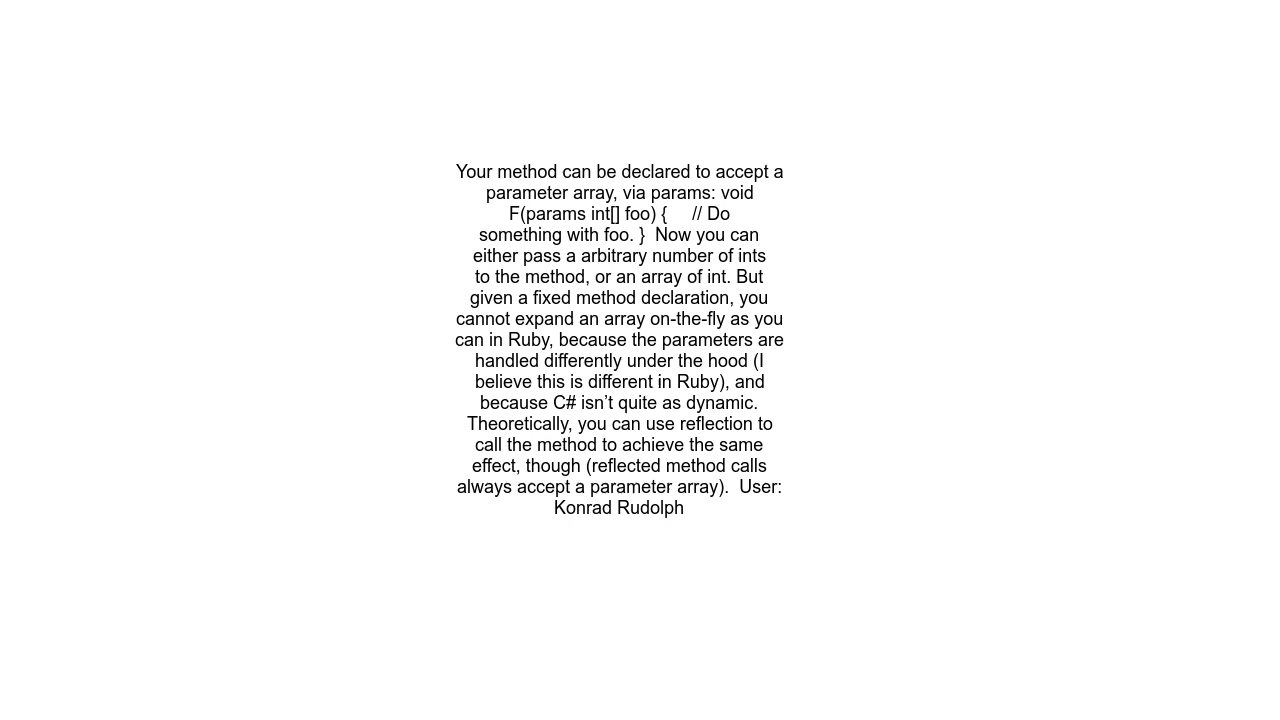 Your method can be declared to accept a
parameter array, via params: void
F(params int[] foo) {     // Do
something with foo. }  Now you can
either pass a arbitrary number of ints
to the method, or an array of int. But
given a fixed method declaration, you
cannot expand an array on-the-fly as you
can in Ruby, because the parameters are
handled differently under the hood (I
believe this is different in Ruby), and
because C# isn’t quite as dynamic.
Theoretically, you can use reflection to
call the method to achieve the same
effect, though (reflected method calls
always accept a parameter array).  User:
Konrad Rudolph